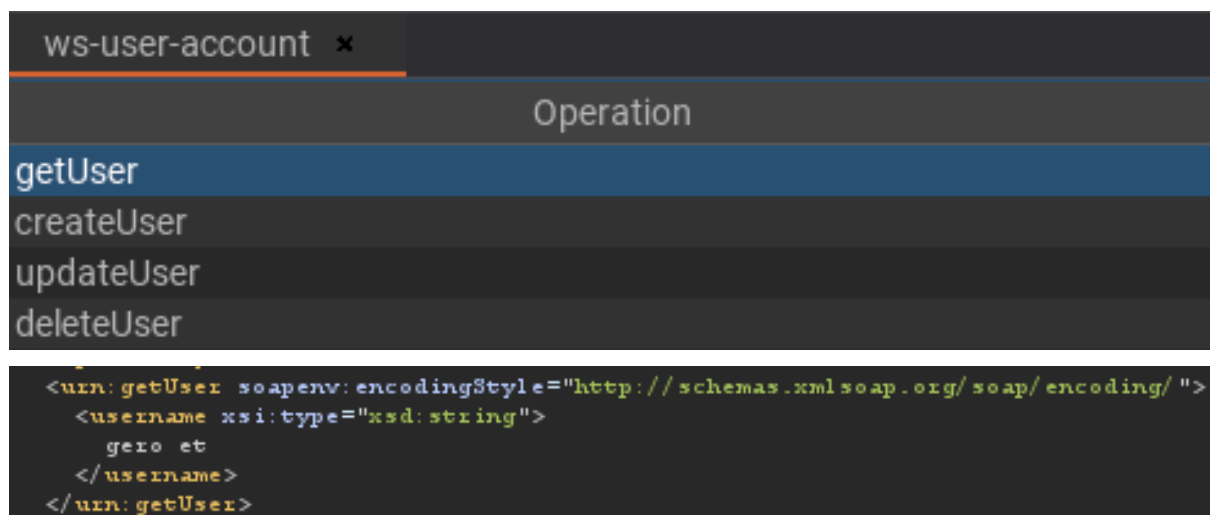 ws-user-account ×
Operation
getUser
createUser
updateUser
deleteUser
<urn:getUser soapenv:encodingStyle="http://schemas.xmlsoap.org/soap/encoding/">
<username xsi:type="xsd:string">
gero et
</username>
</urn:getUser>